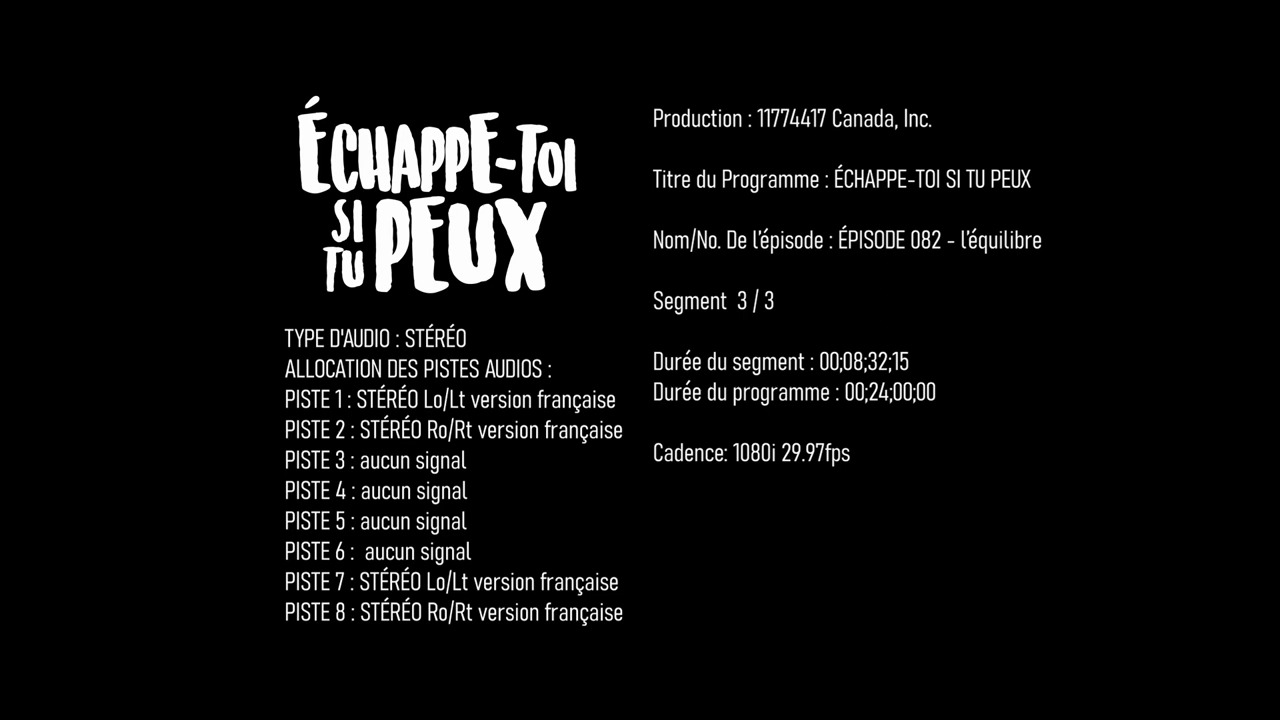 ÉCHAPPE-TOI
SI
TU PEUX
TYPE D'AUDIO : STÉRÉO
ALLOCATION DES PISTES AUDIOS :
PISTE 1 : STÉRÉO Lo/Lt version française
PISTE 2 : STÉRÉO Ro/Rt version française
PISTE 3 : aucun signal
PISTE 4 : aucun signal
PISTE 5 : aucun signal
PISTE 6 :  aucun signal
PISTE 7 : STÉRÉO Lo/Lt version française
PISTE 8 : STÉRÉO Ro/Rt version française
Production : 11774417 Canada, Inc.
Titre du Programme : ÉCHAPPE-TOI SI TU PEUX
Nom/No. De l’épisode : ÉPISODE 082 - l’équilibre
Segment  3 / 3
Durée du segment : 00;08;32;15
Durée du programme : 00;24;00;00
Cadence: 1080i 29.97fps